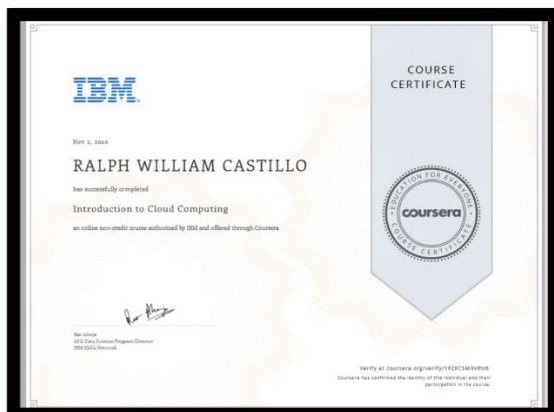 IBM
Nov 2, 2020
RALPH WILLIAM CASTILLO
has successfully completed
Introduction to Cloud Computing
an online non-credit course authorized by IBM and offered through Coursera
Rav Ahuja
AI & Data Science Program Director
IBM Skills Network
COURSE
CERTIFICATE
EDUCATION FOR EVERYONE
coursera
COURSE CERTIFICATE
Verify at coursera.org/verify/YPZFCSM9VPU6
Coursera has confirmed the identity of this individual and their
participation in the course.